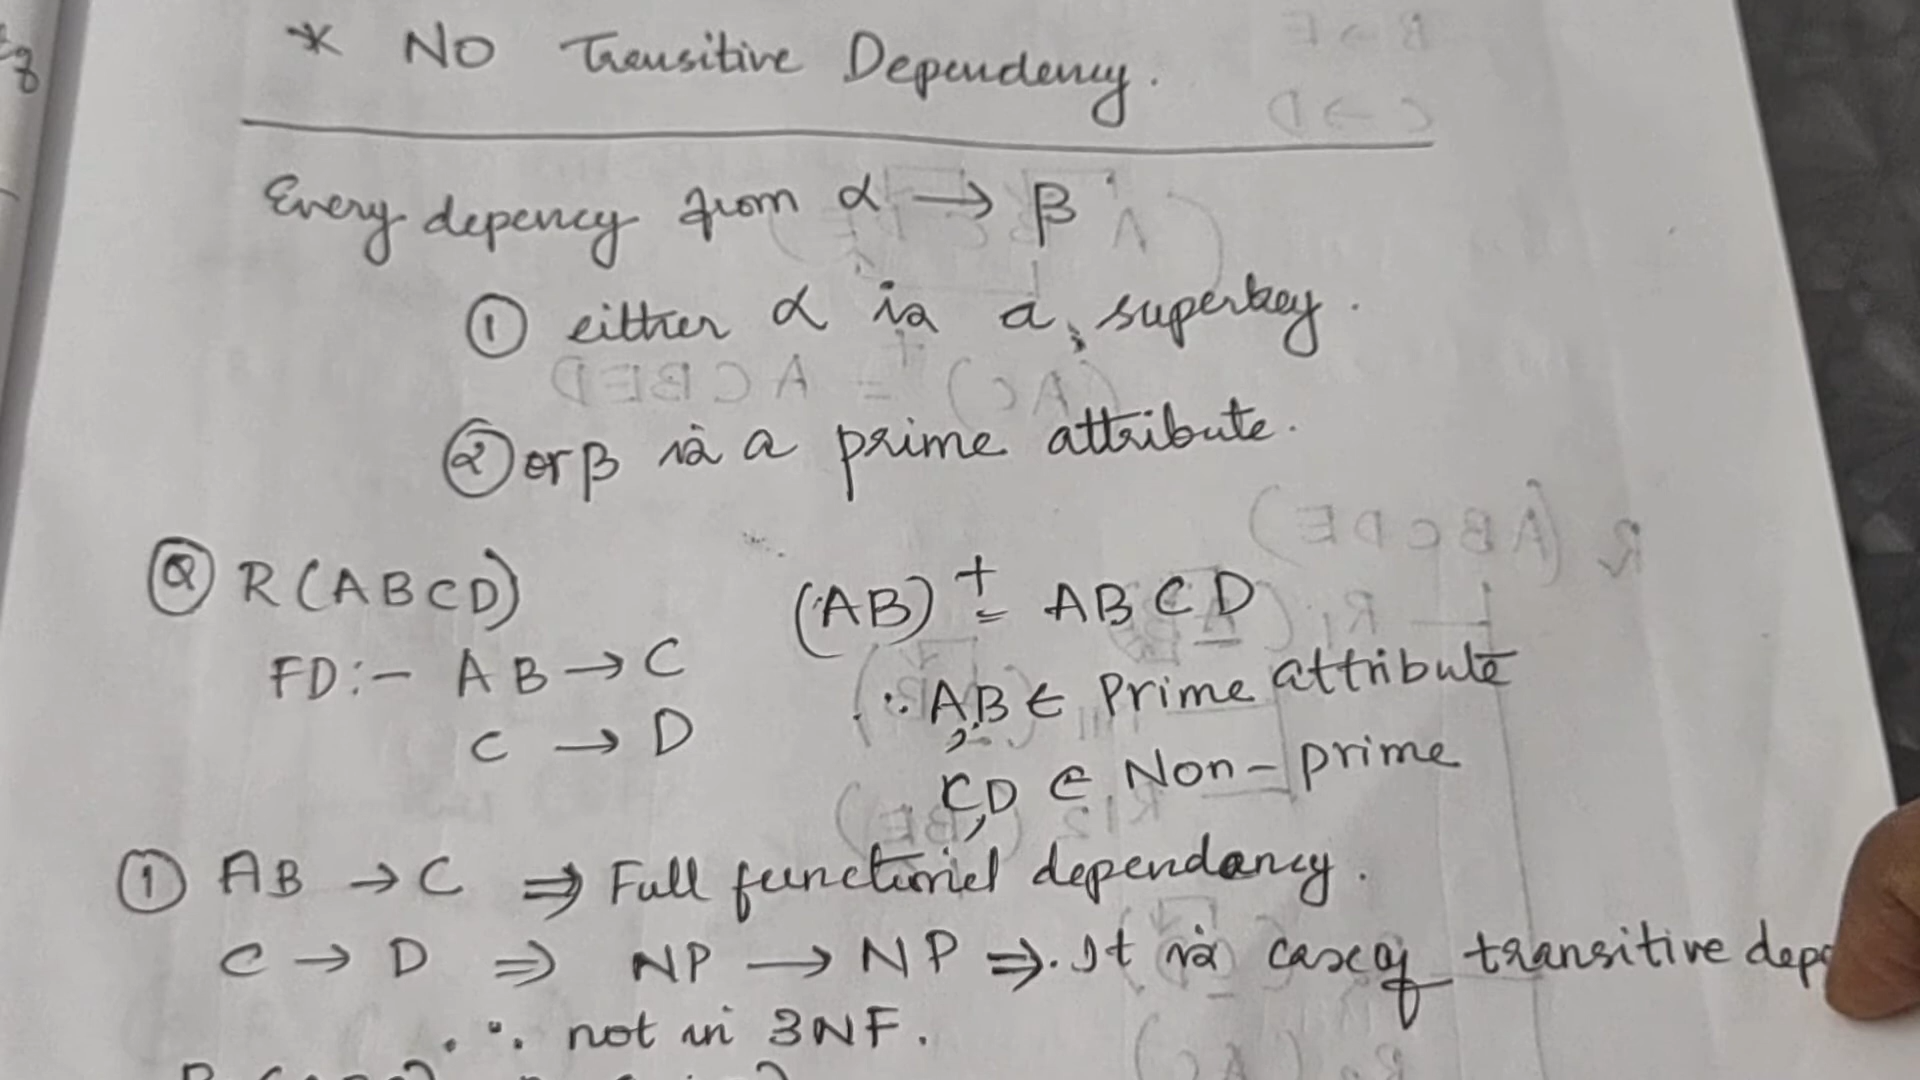 * NO Transitive Dependency.
Every depency from α → β
① either α is a superkey.
② or β is a prime attribute.
Ⓠ R(ABCD)
(AB)⁺ = ABCD
FD:- AB → C
∴ A,B ∈ Prime attribute
C → D
C,D ∈ Non-prime
① AB → C ⇒ Full functional dependency.
C → D ⇒ NP → NP ⇒. It is case of transitive
∴ not in 3NF.